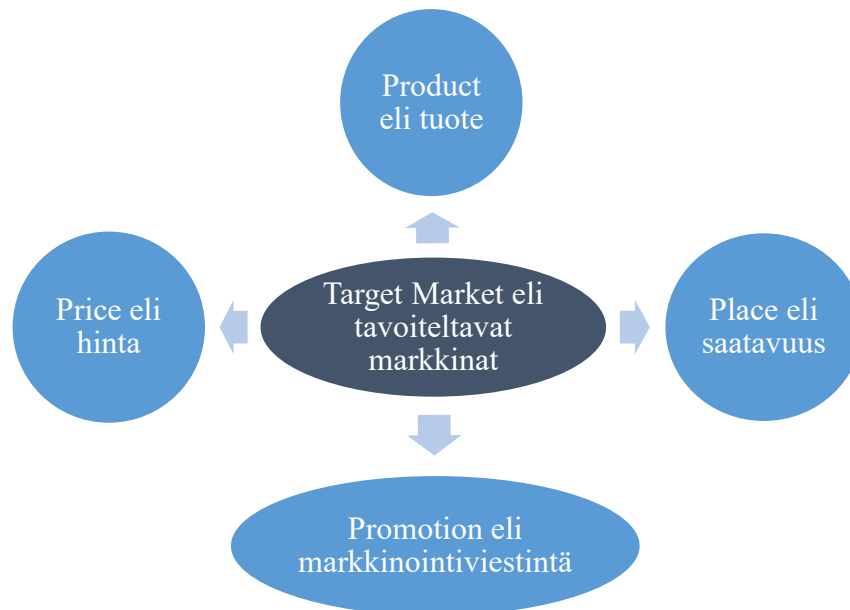 Product
eli tuote
Price eli
hinta
Target Market eli
tavoiteltavat
markkinat
Place eli
saatavuus
Promotion eli
markkinointiviestintä